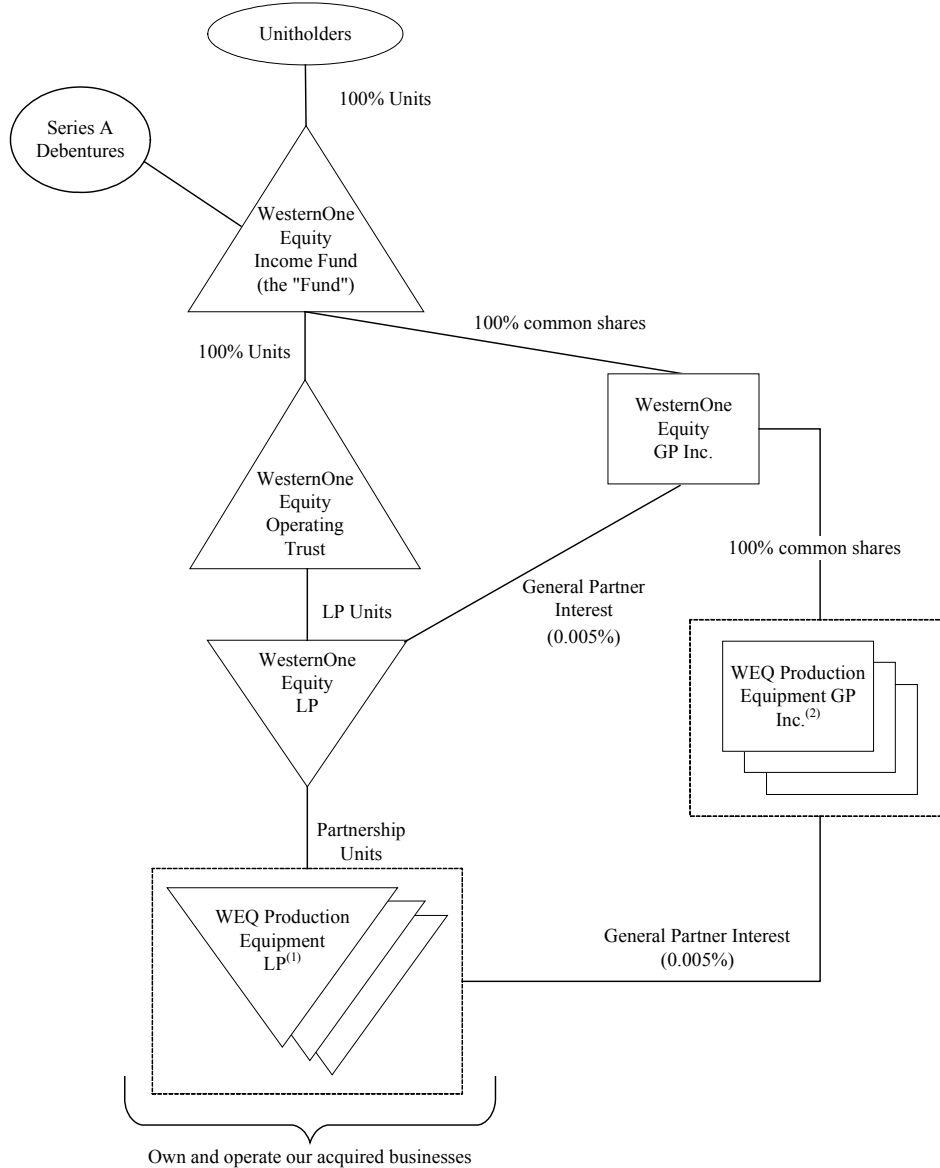 Unitholders
100% Units
Series A
Debentures
WesternOne
Equity
Income Fund
(the "Fund")
100% common shares
100% Units
WesternOne
Equity
GP Inc.
WesternOne
Equity
Operating
Trust
100% common shares
General Partner
Interest
(0.005%)
LP Units
WesternOne
Equity
LP
WEQ Production
Equipment GP
Inc.(2)
Partnership
Units
WEQ Production
Equipment
LP(1)
General Partner Interest
(0.005%)
Own and operate our acquired businesses